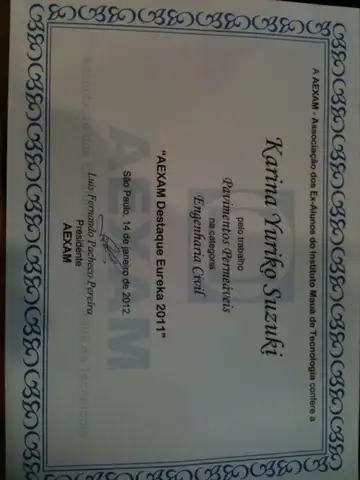 A AEXAM - Associação dos Ex-Alunos do Instituto Mauá de Tecnologia confere a
Karina Yuriko Suzuki
pelo trabalho
Pavimentos Permeáveis
na categoria
Engenharia Civil
"AEXAM Destaque Eureka 2011"
São Paulo, 14 de janeiro de 2012
Luís Fernando Pacheco Pereira
Presidente
AEXAM
AEXAM